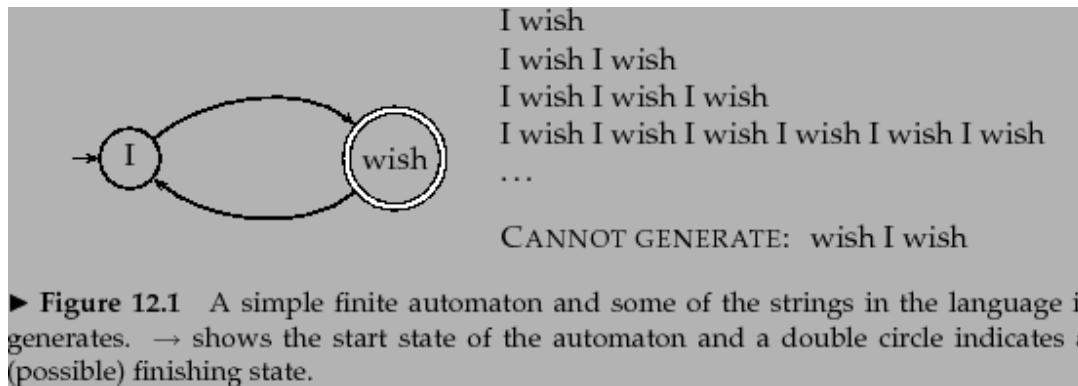 I wish
I wish I wish
I wish I wish I wish
I wish I wish I wish I wish I wish I wish
...
CANNOT GENERATE: wish I wish
I
wish
► Figure 12.1 A simple finite automaton and some of the strings in the language i
generates. → shows the start state of the automaton and a double circle indicates a
(possible) finishing state.